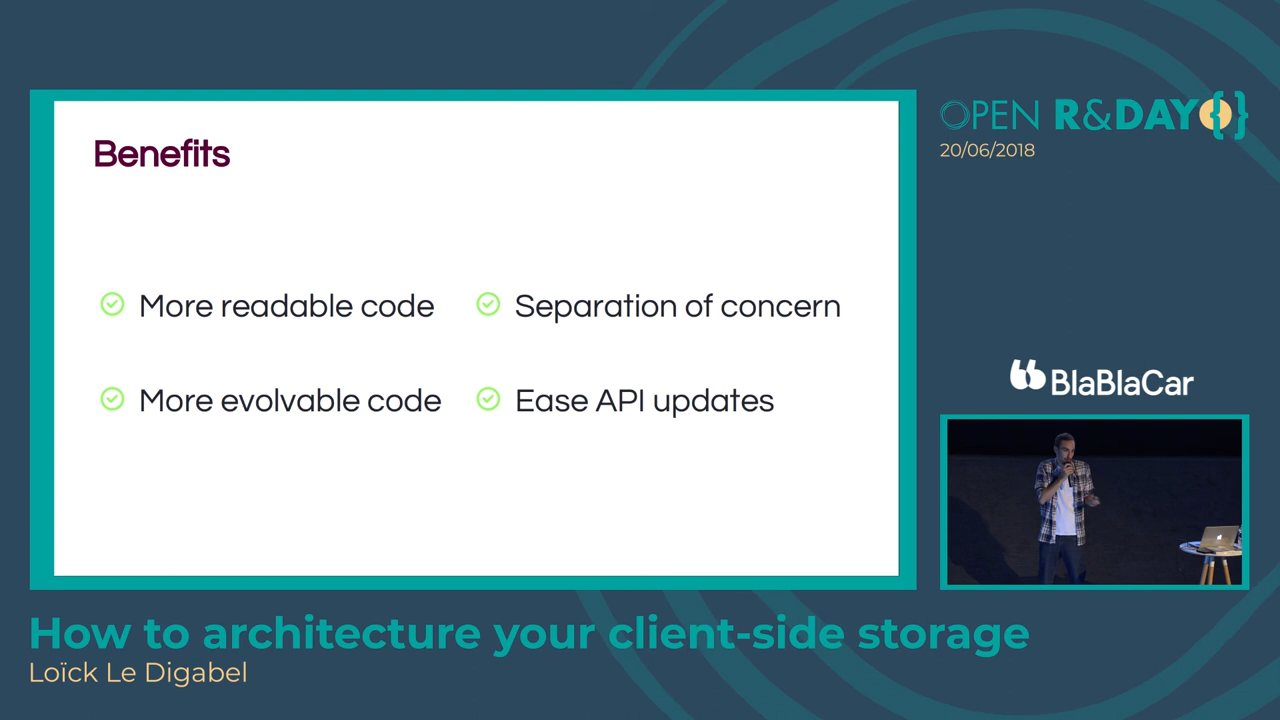 Benefits
More readable code
Separation of concern
More evolvable code
Ease API updates
OPEN R&DAY{}
20/06/2018
BlaBlaCar
How to architecture your client-side storage
Loïck Le Digabel